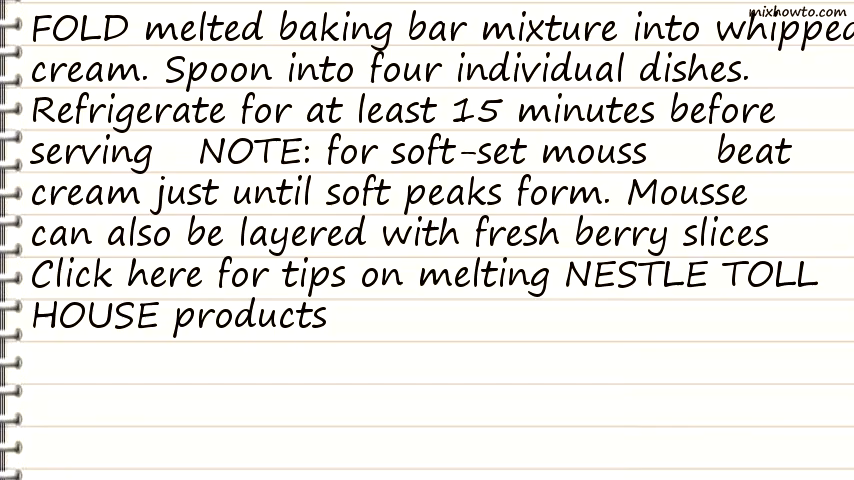 mixhowto.com
FOLD melted baking bar mixture into whipped
cream. Spoon into four individual dishes.
Refrigerate for at least 15 minutes before
serving NOTE: for soft-set mouss beat
cream just until soft peaks form. Mousse
can also be layered with fresh berry slices
Click here for tips on melting NESTLE TOLL
HOUSE products